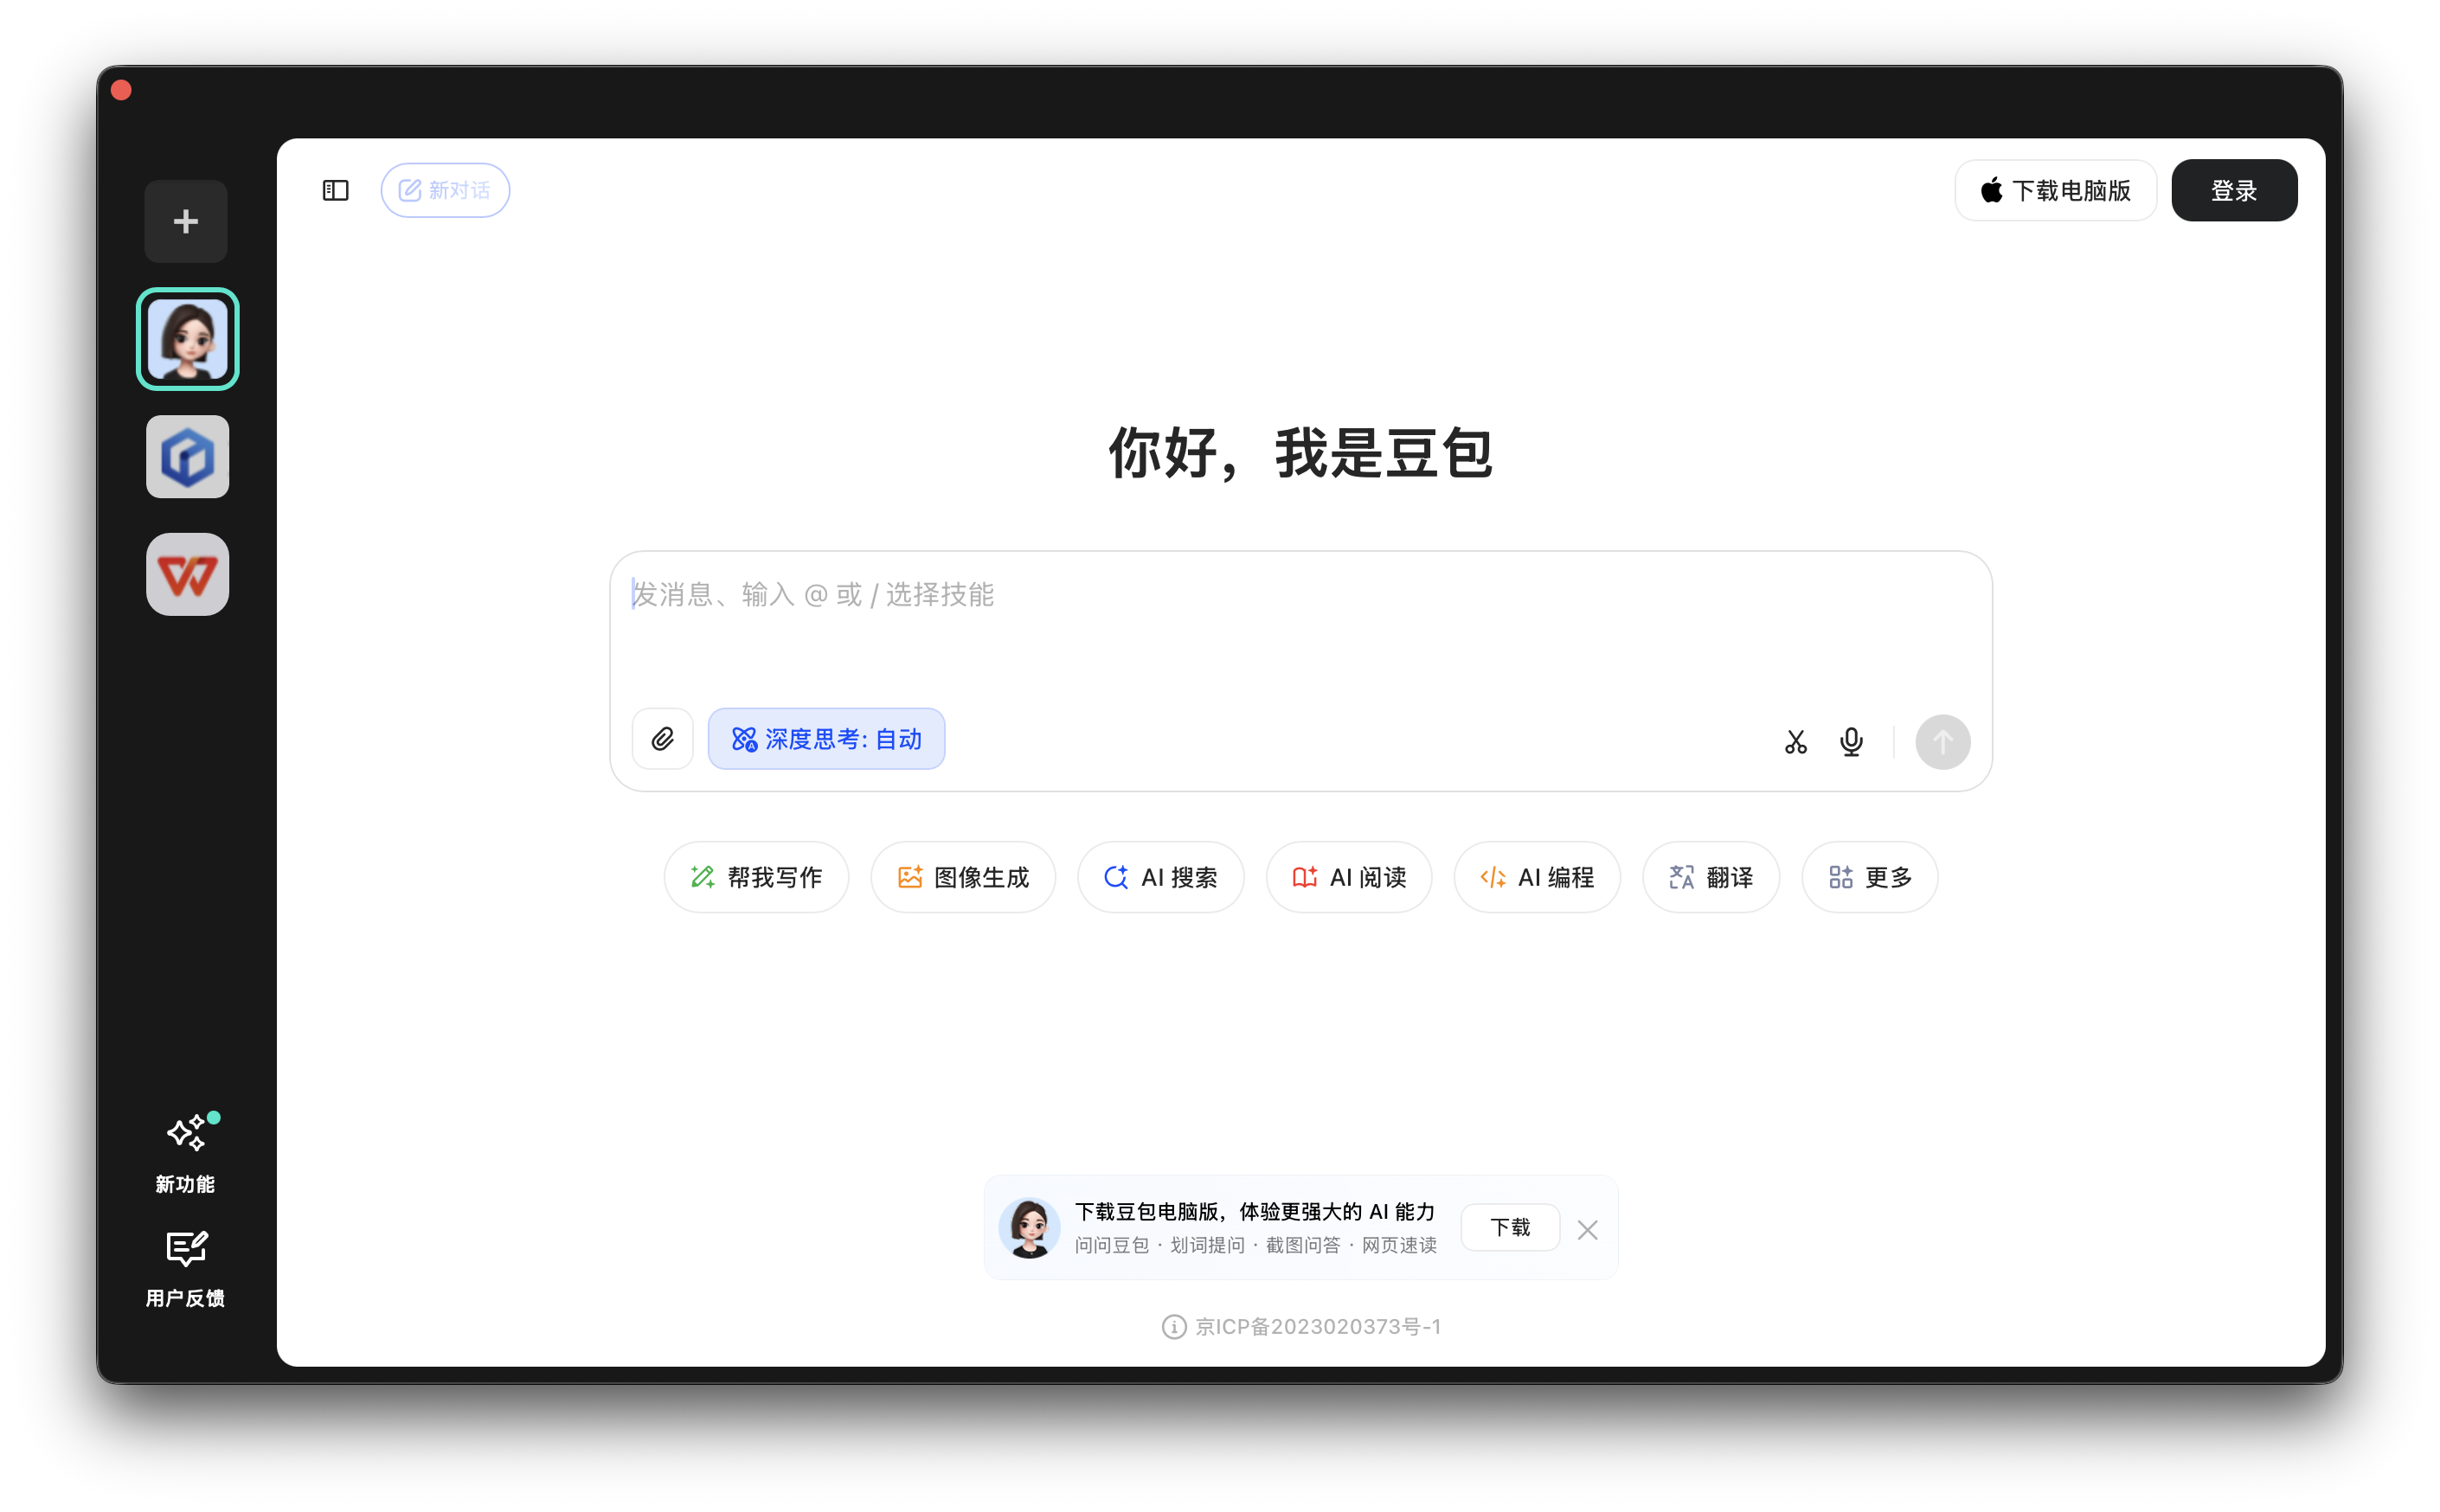 新对话
下载电脑版
登录
你好，我是豆包
发消息、输入 @ 或 / 选择技能
深度思考: 自动
帮我写作
图像生成
AI 搜索
AI 阅读
AI 编程
翻译
更多
新功能
用户反馈
下载豆包电脑版，体验更强大的 AI 能力
问问豆包 · 划词提问 · 截图问答 · 网页速读
下载
京ICP备2023020373号-1